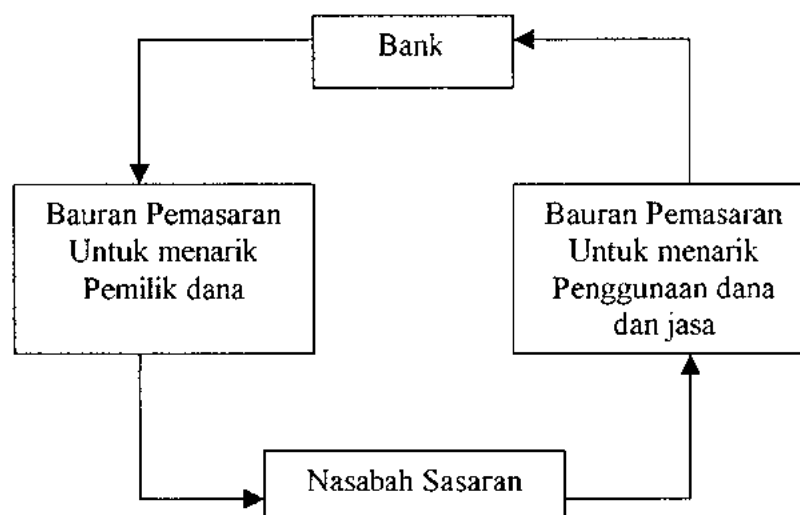 Bank
Bauran Pemasaran
Untuk menarik
Pemilik dana
Bauran Pemasaran
Untuk menarik
Penggunaan dana
dan jasa
Nasabah Sasaran